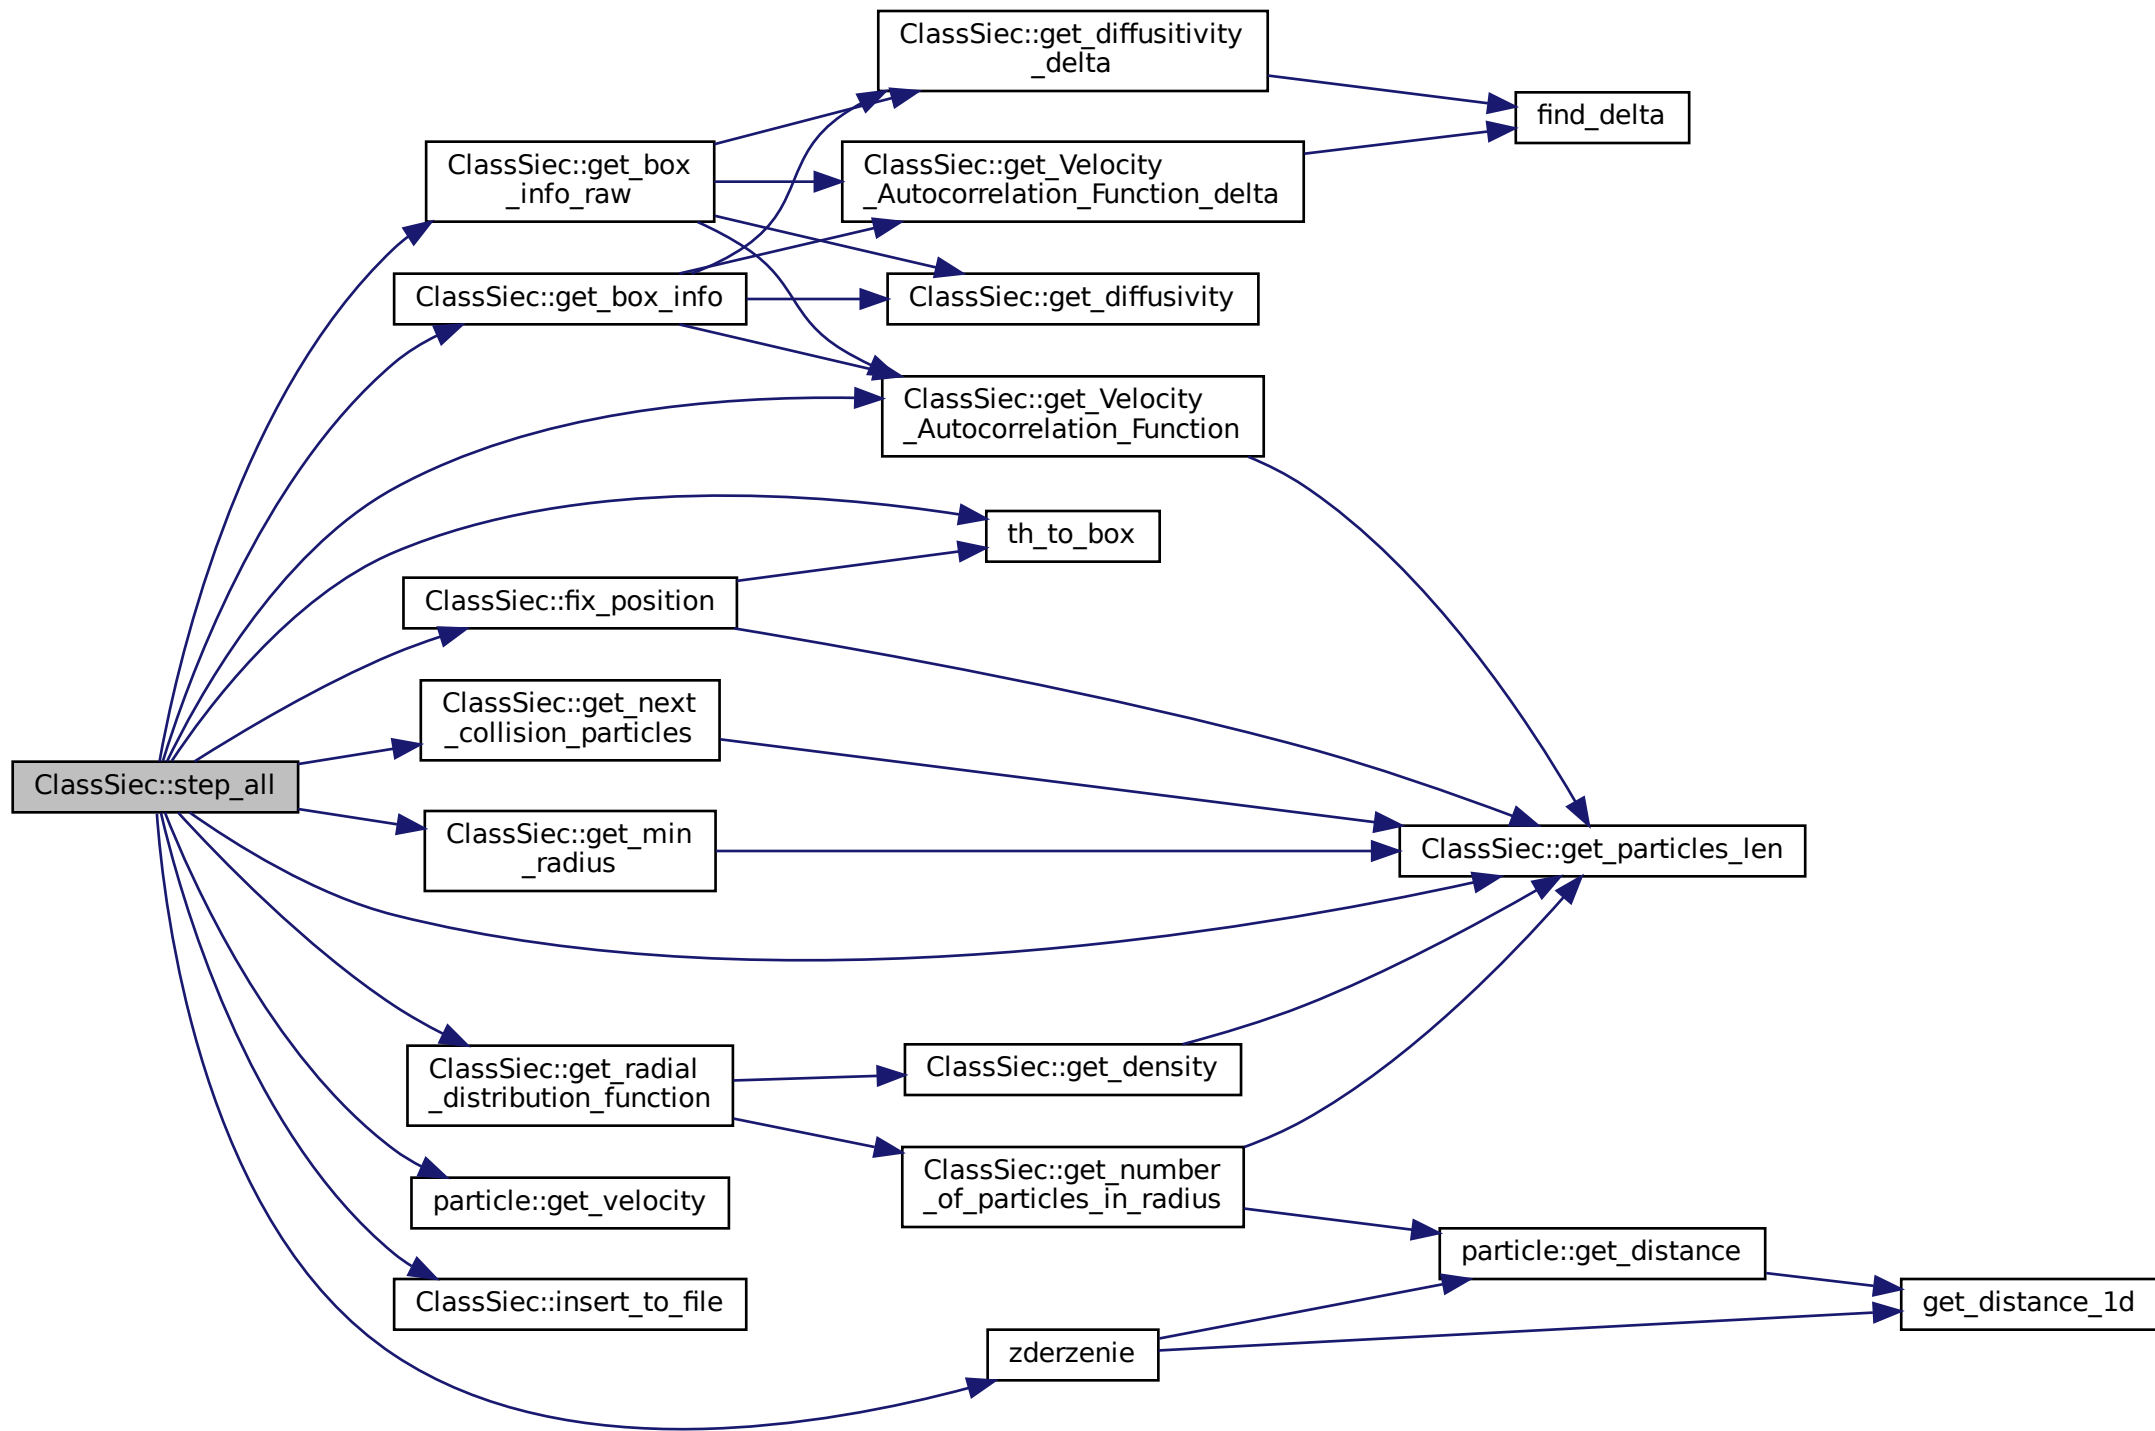 ClassSiec::get_diffusitivity
_delta
find_delta
ClassSiec::get_box
_info_raw
ClassSiec::get_Velocity
_Autocorrelation_Function_delta
ClassSiec::get_box_info
ClassSiec::get_diffusivity
ClassSiec::get_Velocity
_Autocorrelation_Function
th_to_box
ClassSiec::fix_position
ClassSiec::get_next
_collision_particles
ClassSiec::step_all
ClassSiec::get_min
_radius
ClassSiec::get_particles_len
ClassSiec::get_radial
_distribution_function
ClassSiec::get_density
ClassSiec::get_number
_of_particles_in_radius
particle::get_velocity
particle::get_distance
ClassSiec::insert_to_file
get_distance_1d
zderzenie